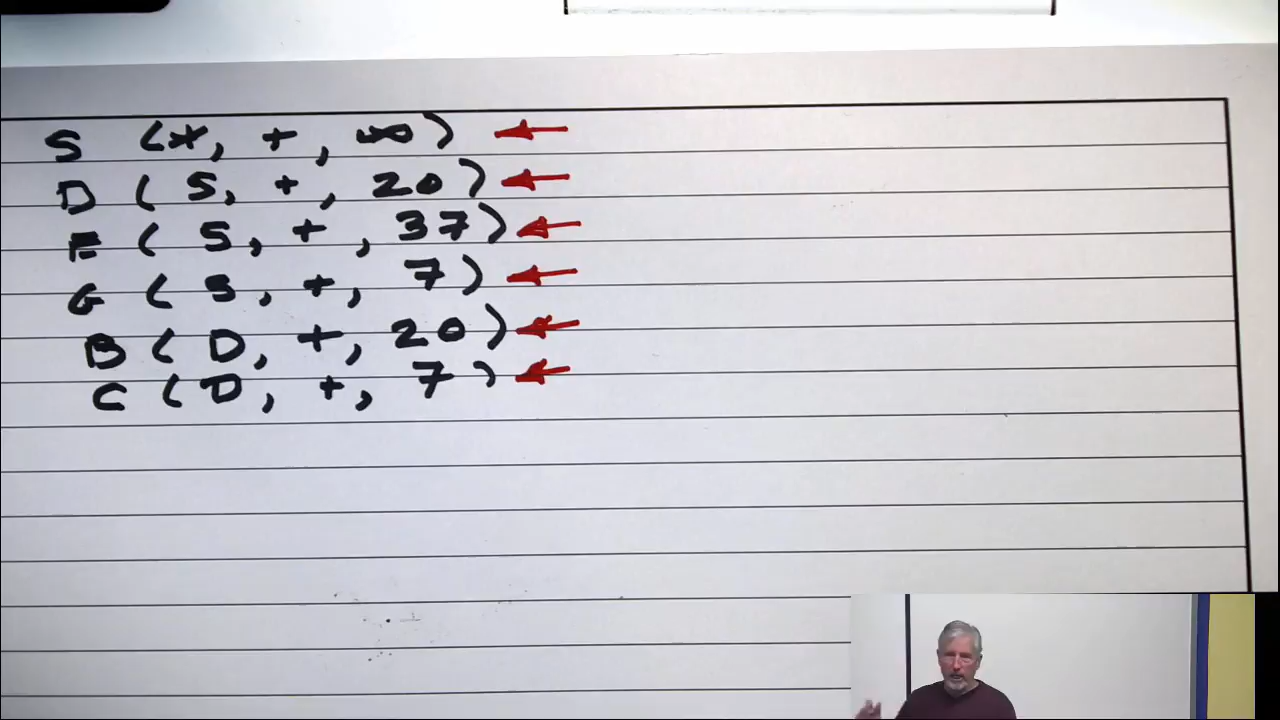 S (*, +, ∞)
D (S, +, 20)
E (S, +, 37)
G (S, +, 7)
B (D, +, 20)
C (D, +, 7)